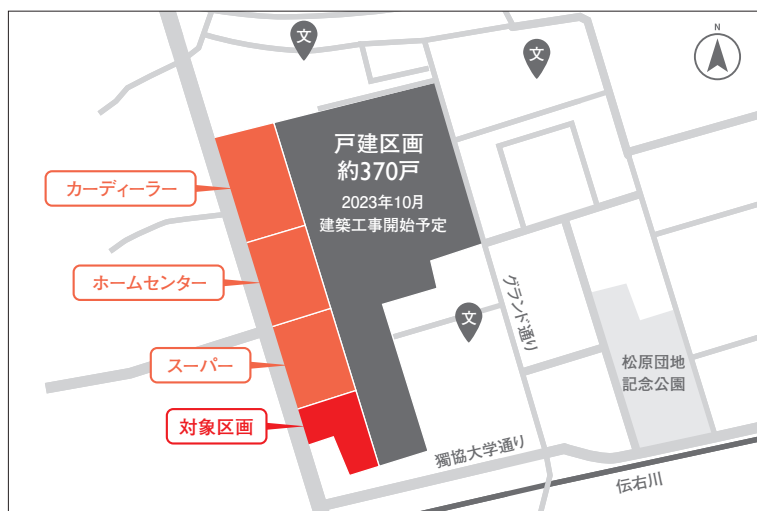 N
文
文
戸建区画
約370戸
2023年10月
建築工事開始予定
カーディーラー
ホームセンター
スーパー
対象区画
文
グランド通り
松原団地
記念公園
獨協大学通り
伝右川